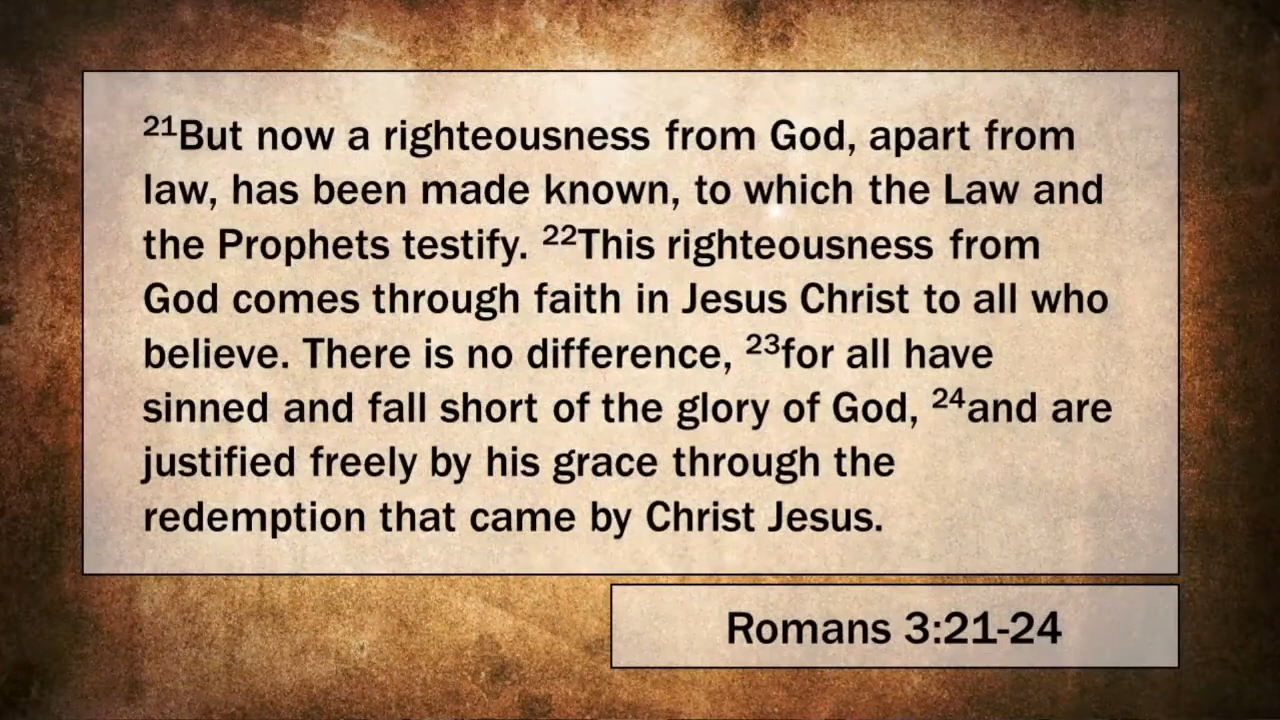 ²¹But now a righteousness from God, apart from
law, has been made known, to which the Law and
the Prophets testify. ²²This righteousness from
God comes through faith in Jesus Christ to all who
believe. There is no difference, ²³for all have
sinned and fall short of the glory of God, ²⁴and are
justified freely by his grace through the
redemption that came by Christ Jesus.
Romans 3:21-24